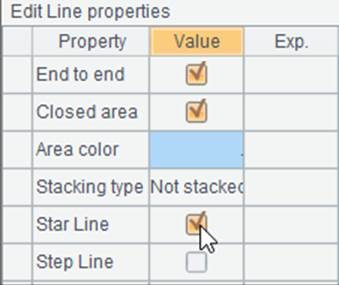 Edit Line properties
Property Value Exp.
End to end
Closed area
Area color
Stacking type Not stacked
Star Line
Step Line